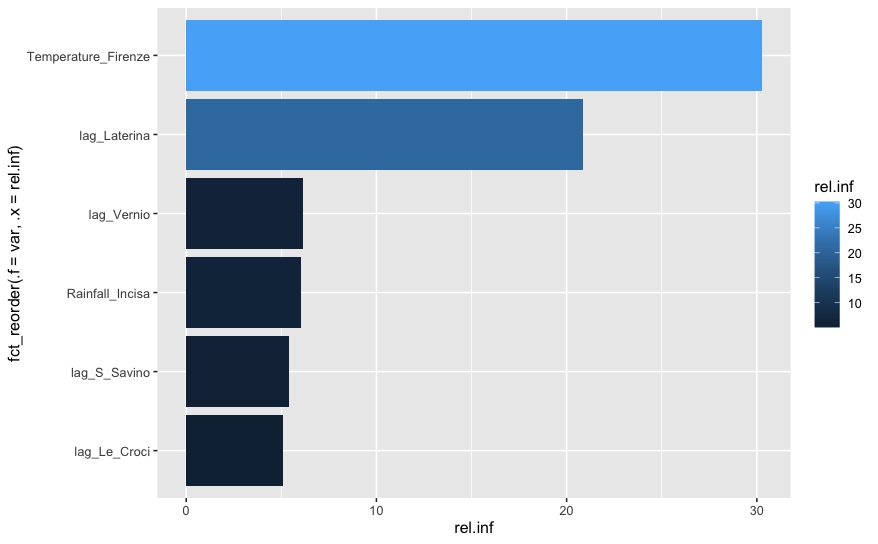 Temperature_Firenze
lag_Laterina
lag_Vernio
Rainfall_Incisa
lag_S_Savino
lag_Le_Croci
fct_reorder(.f = var, .x = rel.inf)
0 10 20 30
rel.inf
rel.inf
30
25
20
15
10